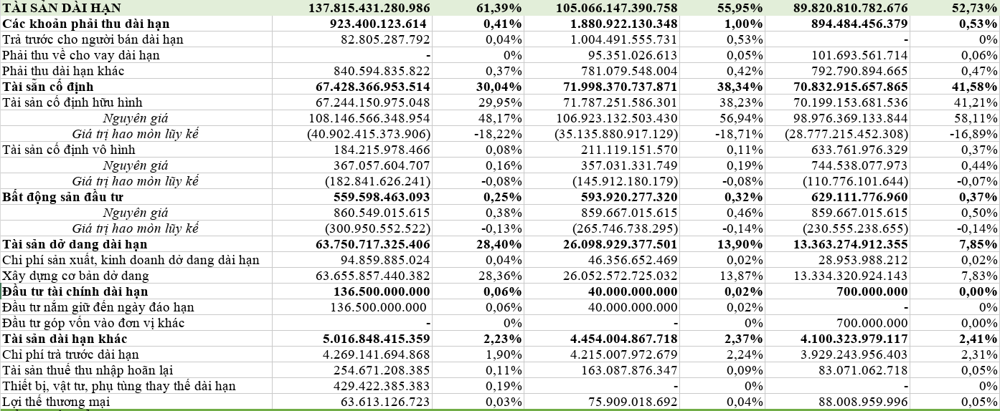 TÀI SẢN DÀI HẠN 137.815.431.280.986 61,39% 105.066.147.390.758 55,95% 89.820.810.782.676 52,73%
Các khoản phải thu dài hạn 923.400.123.614 0,41% 1.880.922.130.348 1,00% 894.484.456.379 0,53%
Trả trước cho người bán dài hạn 82.805.287.792 0,04% 1.004.491.555.731 0,53% - 0%
Phải thu về cho vay dài hạn - 0% 95.351.026.613 0,05% 101.693.561.714 0,06%
Phải thu dài hạn khác 840.594.835.822 0,37% 781.079.548.004 0,42% 792.790.894.665 0,47%
Tài sẵn cố định 67.428.366.953.514 30,04% 71.998.370.737.871 38,34% 70.832.915.657.865 41,58%
Tài sản cố định hữu hình 67.244.150.975.048 29,95% 71.787.251.586.301 38,23% 70.199.153.681.536 41,21%
Nguyên giá 108.146.566.348.954 48,17% 106.923.132.503.430 56,94% 98.976.369.133.844 58,11%
Giá trị hao mòn lũy kế (40.902.415.373.906) -18,22% (35.135.880.917.129) -18,71% (28.777.215.452.308) -16,89%
Tài sản cố định vô hình 184.215.978.466 0,08% 211.119.151.570 0,11% 633.761.976.329 0,37%
Nguyên giá 367.057.604.707 0,16% 357.031.331.749 0,19% 744.538.077.973 0,44%
Giá trị hao mòn lũy kế (182.841.626.241) -0,08% (145.912.180.179) -0,08% (110.776.101.644) -0,07%
Bất động sản đầu tư 559.598.463.093 0,25% 593.920.277.320 0,32% 629.111.776.960 0,37%
Nguyên giá 860.549.015.615 0,38% 859.667.015.615 0,46% 859.667.015.615 0,50%
Giá trị hao mòn lũy kế (300.950.552.522) -0,13% (265.746.738.295) -0,14% (230.555.238.655) -0,14%
Tài sản dở dang dài hạn 63.750.717.325.406 28,40% 26.098.929.377.501 13,90% 13.363.274.912.355 7,85%
Chi phí sản xuất, kinh doanh dở dang dài hạn 94.859.885.024 0,04% 46.356.652.469 0,02% 28.953.988.212 0,02%
Xây dựng cơ bản dở dang 63.655.857.440.382 28,36% 26.052.572.725.032 13,87% 13.334.320.924.143 7,83%
Đầu tư tài chính dài hạn 136.500.000.000 0,06% 40.000.000.000 0,02% 700.000.000 0,00%
Đầu tư nắm giữ đến ngày đáo hạn 136.500.000.000 0,06% 40.000.000.000 0,02% - 0%
Đầu tư góp vốn vào đơn vị khác - 0% - 0% 700.000.000 0,00%
Tài sản dài hạn khác 5.016.848.415.359 2,23% 4.454.004.867.718 2,37% 4.100.323.979.117 2,41%
Chi phí trả trước dài hạn 4.269.141.694.868 1,90% 4.215.007.972.679 2,24% 3.929.243.956.403 2,31%
Tài sản thuế thu nhập hoãn lại 254.671.208.385 0,11% 163.087.876.347 0,09% 83.071.062.718 0,05%
Thiết bị, vật tư, phụ tùng thay thế dài hạn 429.422.385.383 0,19% - 0% - 0%
Lợi thế thương mại 63.613.126.723 0,03% 75.909.018.692 0,04% 88.008.959.996 0,05%